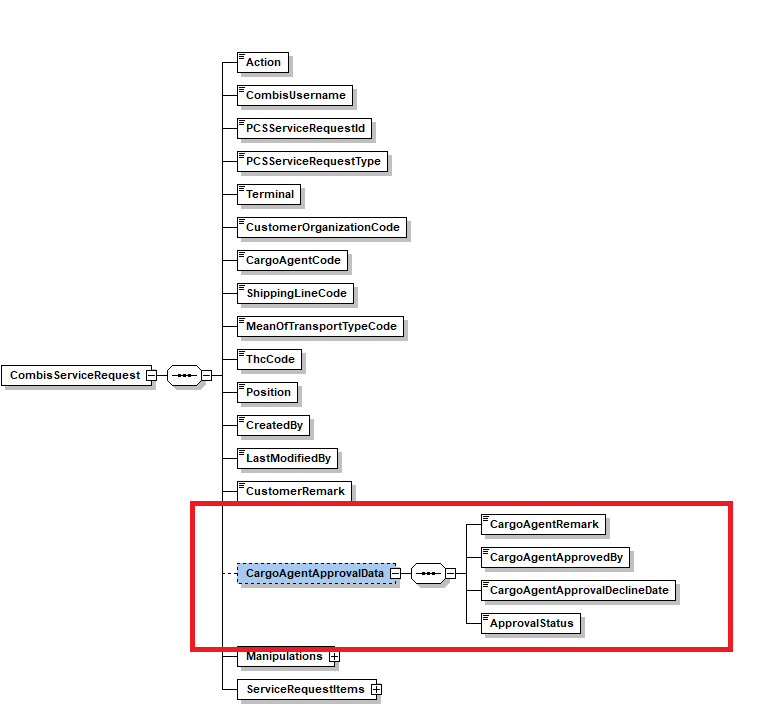 Action
CombisUsername
PCSServiceRequestId
PCSServiceRequestType
Terminal
CustomerOrganizationCode
CargoAgentCode
ShippingLineCode
MeanOfTransportTypeCode
ThcCode
CombisServiceRequest
Position
CreatedBy
LastModifiedBy
CustomerRemark
CargoAgentApprovalData
CargoAgentRemark
CargoAgentApprovedBy
CargoAgentApprovalDeclineDate
ApprovalStatus
Manipulations
ServiceRequestItems